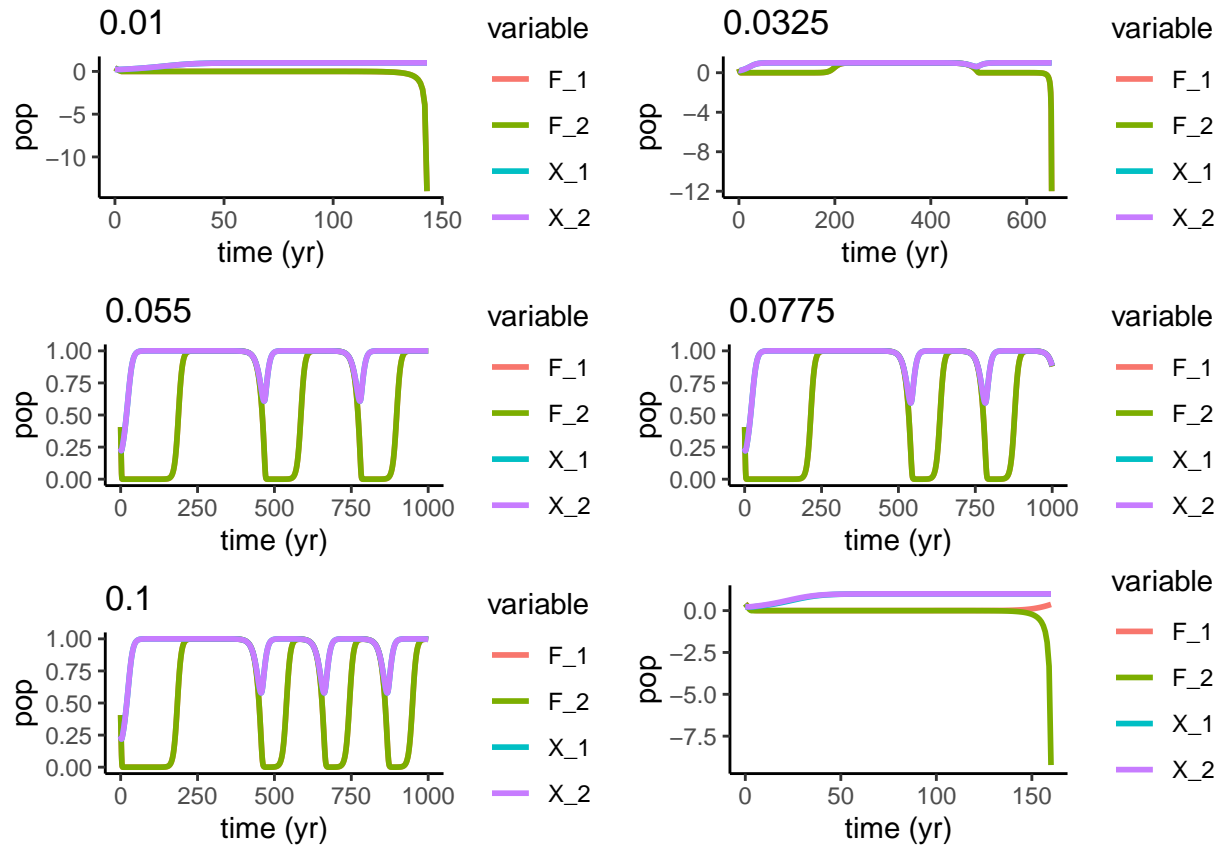 0.01
variable
0
−5
−10
pop
0 50 100 150
time (yr)
F_1
F_2
X_1
X_2
0.0325
variable
0
−4
−8
−12
pop
0 200 400 600
time (yr)
F_1
F_2
X_1
X_2
0.055
variable
1.00
0.75
0.50
0.25
0.00
pop
0 250 500 750 1000
time (yr)
F_1
F_2
X_1
X_2
0.0775
variable
1.00
0.75
0.50
0.25
0.00
pop
0 250 500 750 1000
time (yr)
F_1
F_2
X_1
X_2
0.1
variable
1.00
0.75
0.50
0.25
0.00
pop
0 250 500 750 1000
time (yr)
F_1
F_2
X_1
X_2
variable
0.0
−2.5
−5.0
−7.5
pop
0 50 100 150
time (yr)
F_1
F_2
X_1
X_2